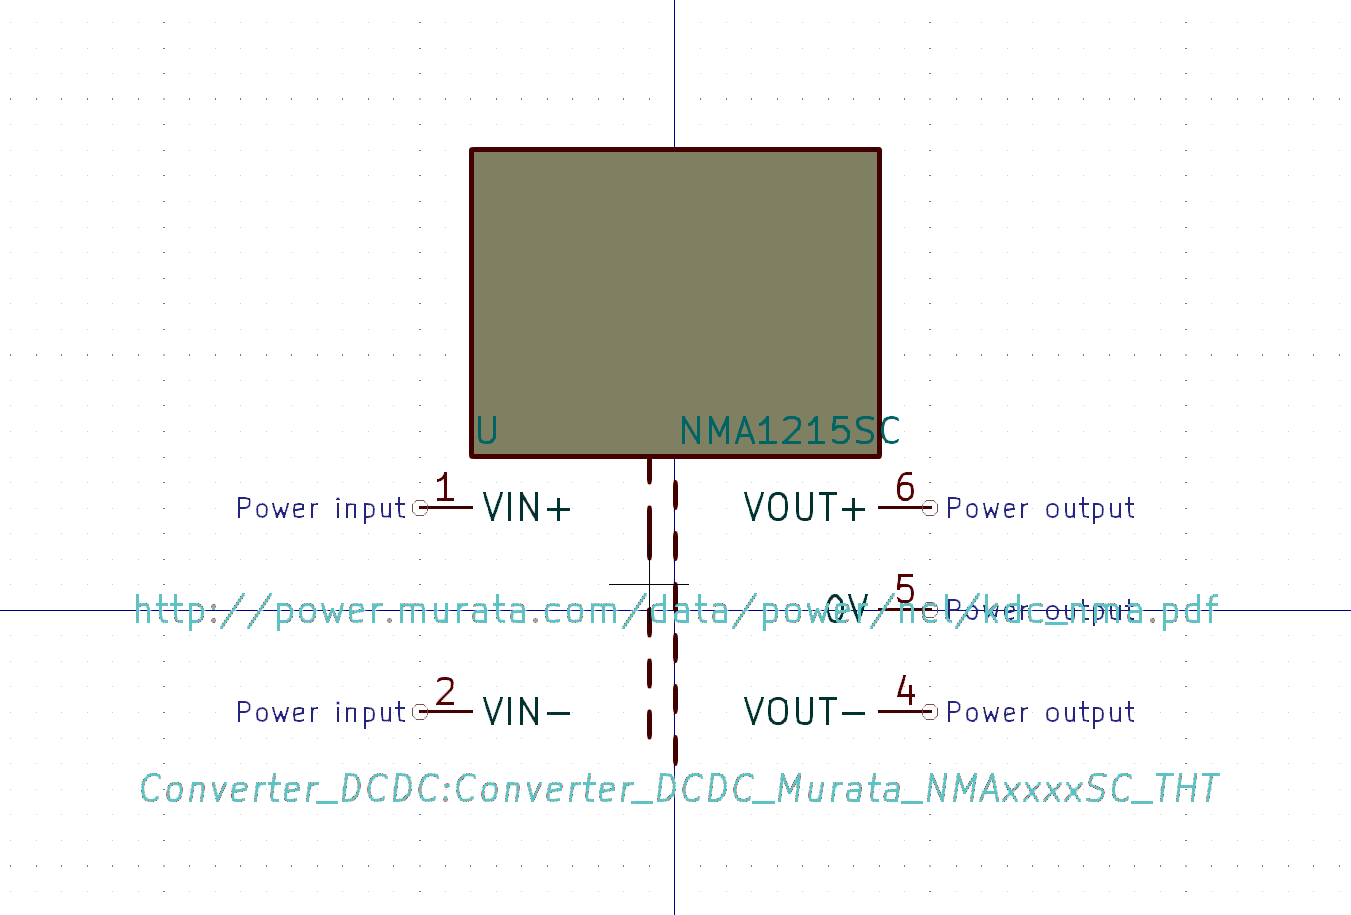 U NMA1215SC
1 6
Power input VIN+ VOUT+ Power output
5
http://power.murata.com/data/power/ncl/kdc_nma.pdf
0V Power output
2 4
Power input VIN− VOUT− Power output
Converter_DCDC:Converter_DCDC_Murata_NMAxxxxSC_THT